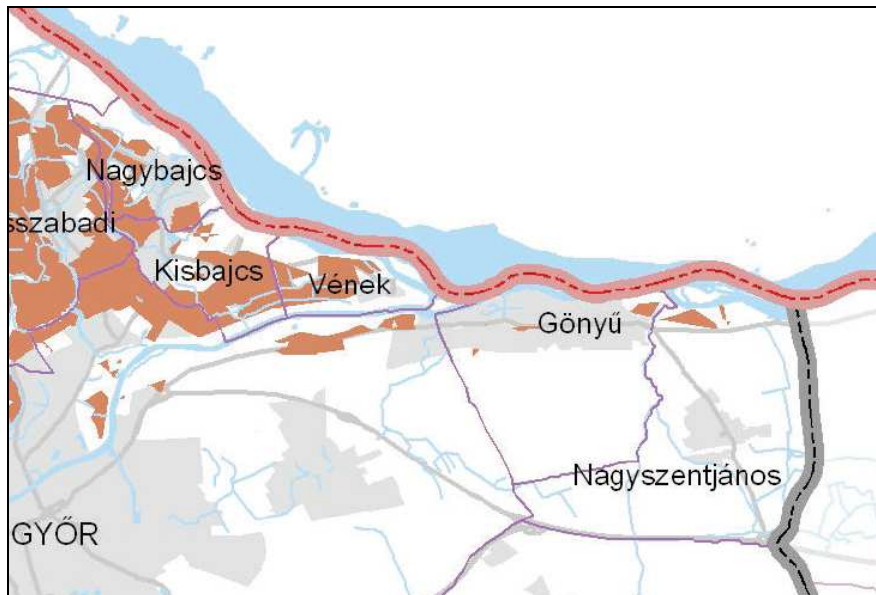 Nagybajcs
sszabadi
Kisbajcs
Vének
Gönyű
Nagyszentjános
GYŐR